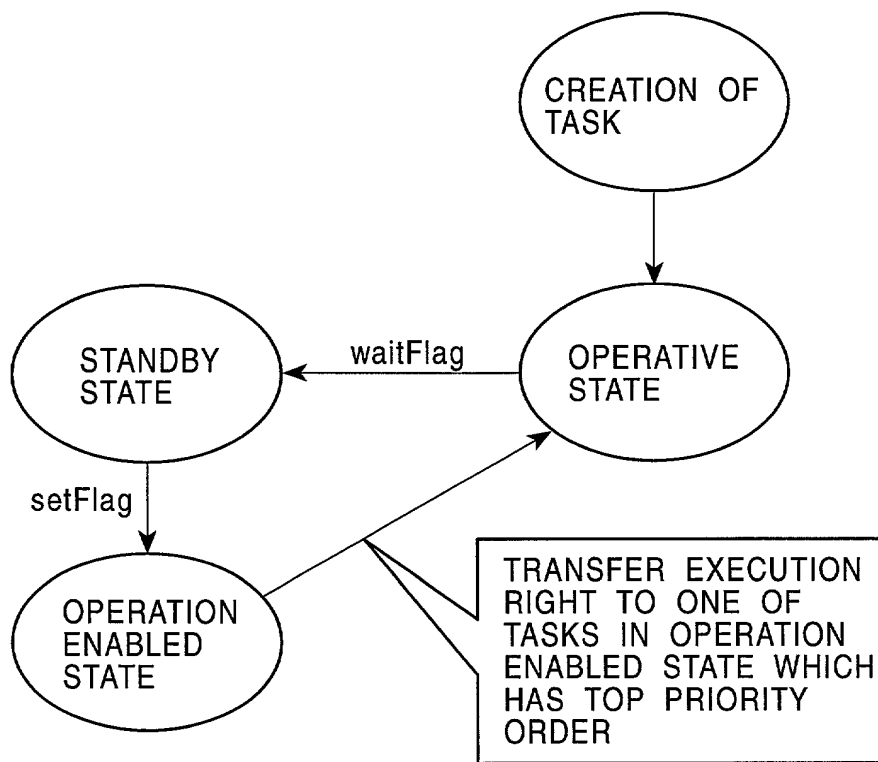 CREATION OF
TASK
STANDBY
STATE
waitFlag
OPERATIVE
STATE
setFlag
OPERATION
ENABLED
STATE
TRANSFER EXECUTION
RIGHT TO ONE OF
TASKS IN OPERATION
ENABLED STATE WHICH
HAS TOP PRIORITY
ORDER